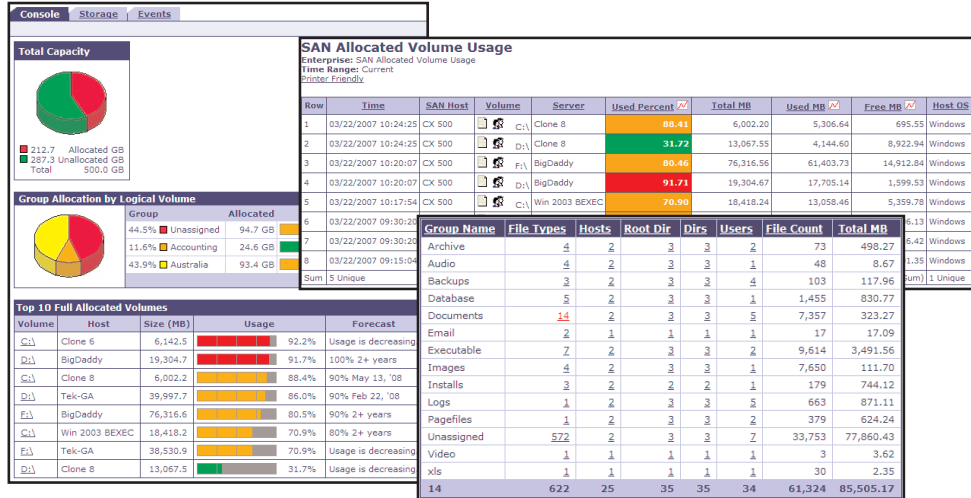 Console Storage Events
Total Capacity
212.7 Allocated GB
287.3 Unallocated GB
Total 500.0 GB
Group Allocation by Logical Volume
Group Allocated
44.5% Unassigned 94.7 GB
11.6% Accounting 24.6 GB
43.9% Australia 93.4 GB
Top 10 Full Allocated Volumes
Volume Host Size (MB) Usage Forecast
C:\ Clone 6 6,142.5 92.2% Usage is decreasing
D:\ BigDaddy 19,304.7 91.7% 100% 2+ years
C:\ Clone 8 6,002.2 88.4% 90% May 13, '08
D:\ Tek-GA 39,997.7 86.0% 90% Feb 22, '08
F:\ BigDaddy 76,316.6 80.5% 90% 2+ years
C:\ Win 2003 BEXEC 18,418.2 70.9% 80% 2+ years
E:\ Tek-GA 38,530.9 70.9% Usage is decreasing
D:\ Clone 8 13,067.5 31.7% Usage is decreasing
SAN Allocated Volume Usage
Enterprise: SAN Allocated Volume Usage
Time Range: Current
Printer Friendly
Row Time SAN Host Volume Server Used Percent Total MB Used MB Free MB Host OS
1 03/22/2007 10:24:25 CX 500 C:\ Clone 8 88.41 6,002.20 5,306.64 695.55 Windows
2 03/22/2007 10:24:25 CX 500 D:\ Clone 8 31.72 13,067.55 4,144.60 8,922.94 Windows
3 03/22/2007 10:20:07 CX 500 F:\ BigDaddy 80.46 76,316.56 61,403.73 14,912.84 Windows
4 03/22/2007 10:20:07 CX 500 D:\ BigDaddy 91.71 19,304.67 17,705.14 1,599.53 Windows
5 03/22/2007 10:17:54 CX 500 C:\ Win 2003 BEXEC 70.90 18,418.24 13,058.46 5,359.78 Windows
6 03/22/2007 09:30:20 6.13 Windows
7 03/22/2007 09:30:20 6.42 Windows
8 03/22/2007 09:15:04 1.35 Windows
Sum 5 Unique Sum) 1 Unique
Group Name File Types Hosts Root Dir Dirs Users File Count Total MB
Archive 4 2 3 3 2 73 498.27
Audio 4 2 3 3 1 48 8.67
Backups 3 2 3 3 4 103 117.96
Database 5 2 3 3 1 1,455 830.77
Documents 14 2 3 3 5 7,357 323.27
Email 2 1 1 1 1 17 17.09
Executable 7 2 3 3 2 9,614 3,491.56
Images 4 2 3 3 1 7,650 111.70
Installs 3 2 2 2 1 179 744.12
Logs 1 2 3 3 5 663 871.11
Pagefiles 1 2 3 3 2 379 624.24
Unassigned 572 2 3 3 7 33,753 77,860.43
Video 1 1 1 1 1 3 3.62
xls 1 1 1 1 1 30 2.35
14 622 25 35 35 34 61,324 85,505.17